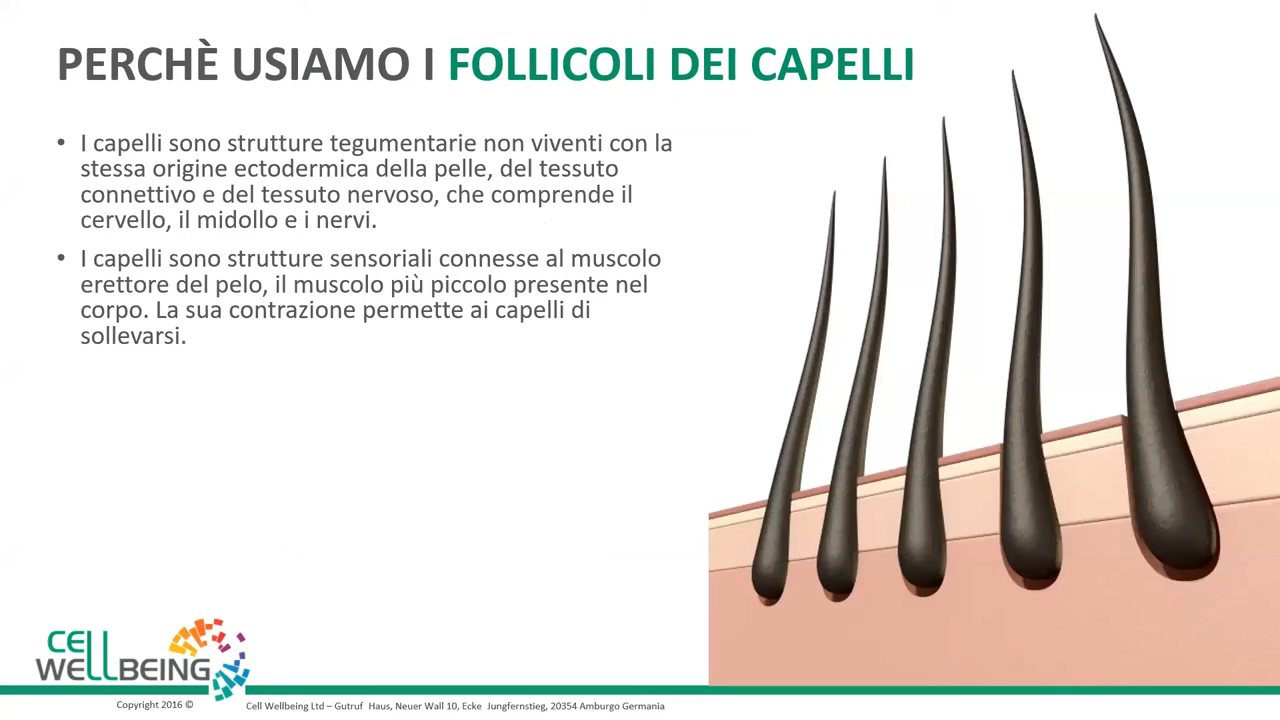 PERCHÈ USIAMO I FOLLICOLI DEI CAPELLI
• I capelli sono strutture tegumentarie non viventi con la
stessa origine ectodermica della pelle, del tessuto
connettivo e del tessuto nervoso, che comprende il
cervello, il midollo e i nervi.
• I capelli sono strutture sensoriali connesse al muscolo
erettore del pelo, il muscolo più piccolo presente nel
corpo. La sua contrazione permette ai capelli di
sollevarsi.
CELL
WELLBEING
Copyright 2016 ©
Cell Wellbeing Ltd – Gutruf Haus, Neuer Wall 10, Ecke Jungfernstieg, 20354 Amburgo Germania